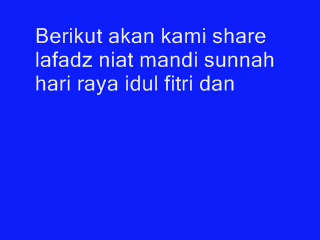 Berikut akan kami share
lafadz niat mandi sunnah
hari raya idul fitri dan